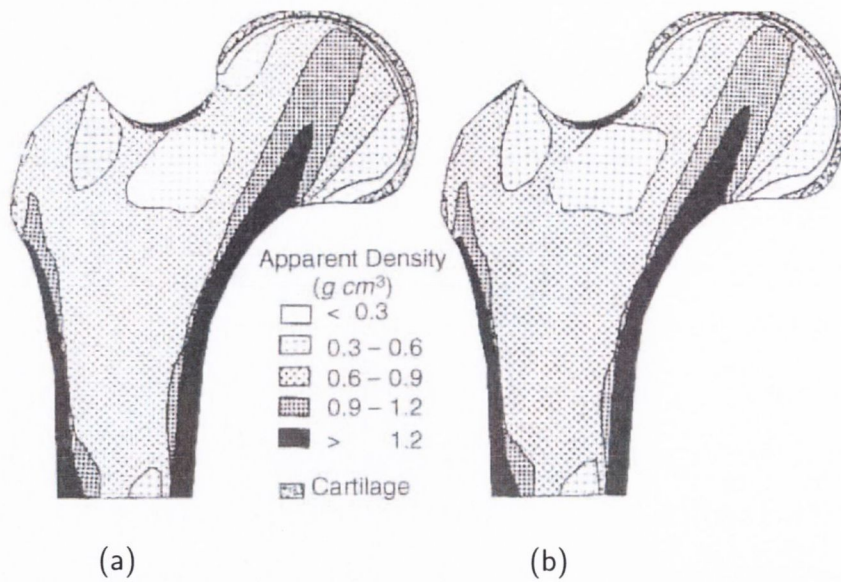 Apparent Density
(g cm³)
< 0.3
0.3 – 0.6
0.6 – 0.9
0.9 – 1.2
> 1.2
Cartilage
(a)
(b)